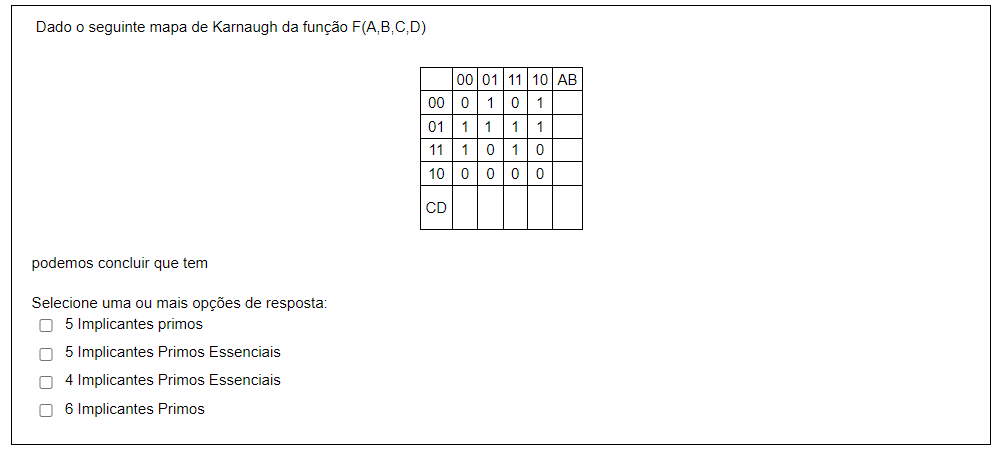 Dado o seguinte mapa de Karnaugh da função F(A,B,C,D)
00 01 11 10 AB
00 0 1 0 1
01 1 1 1 1
11 1 0 1 0
10 0 0 0 0
CD
podemos concluir que tem
Selecione uma ou mais opções de resposta:
5 Implicantes primos
5 Implicantes Primos Essenciais
4 Implicantes Primos Essenciais
6 Implicantes Primos